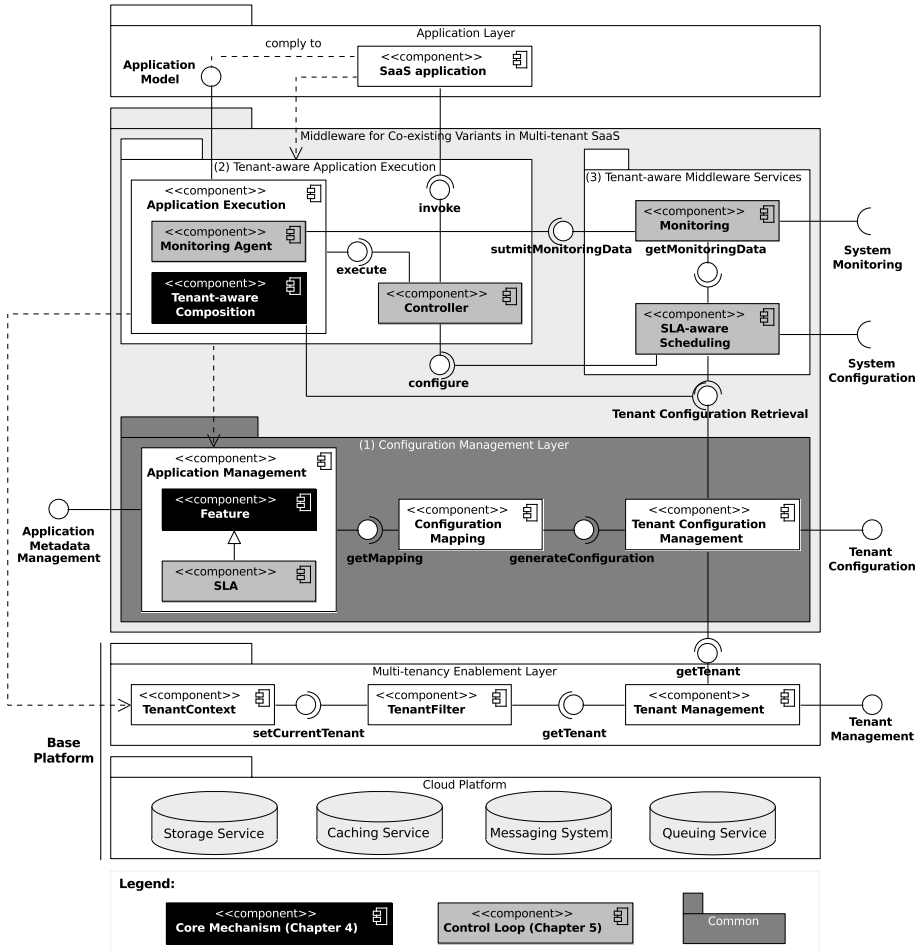 Application Layer
comply to
<<component>>
SaaS application
Application
Model
Middleware for Co-existing Variants in Multi-tenant SaaS
(2) Tenant-aware Application Execution
<<component>>
Application Execution
<<component>>
Monitoring Agent
<<component>>
Tenant-aware
Composition
invoke
execute
<<component>>
Controller
configure
sutmitMonitoringData
(3) Tenant-aware Middleware Services
<<component>>
Monitoring
getMonitoringData
<<component>>
SLA-aware
Scheduling
System
Monitoring
System
Configuration
Tenant Configuration Retrieval
(1) Configuration Management Layer
<<component>>
Application Management
<<component>>
Feature
<<component>>
SLA
Application
Metadata
Management
getMapping
<<component>>
Configuration
Mapping
generateConfiguration
<<component>>
Tenant Configuration
Management
Tenant
Configuration
getTenant
Multi-tenancy Enablement Layer
<<component>>
TenantContext
setCurrentTenant
<<component>>
TenantFilter
getTenant
<<component>>
Tenant Management
Tenant
Management
Base
Platform
Cloud Platform
Storage Service
Caching Service
Messaging System
Queuing Service
Legend:
<<component>>
Core Mechanism (Chapter 4)
<<component>>
Control Loop (Chapter 5)
Common